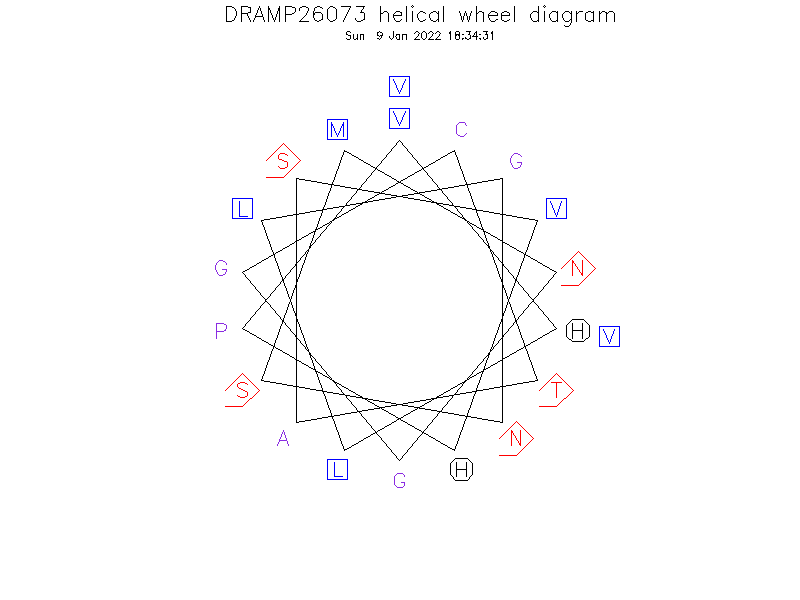 DRAMP26073 helical wheel diagram
Sun 9 Jan 2022 18:34:31
V
M V C
S G
L V
G N
P H V
S T
A N
L H
G